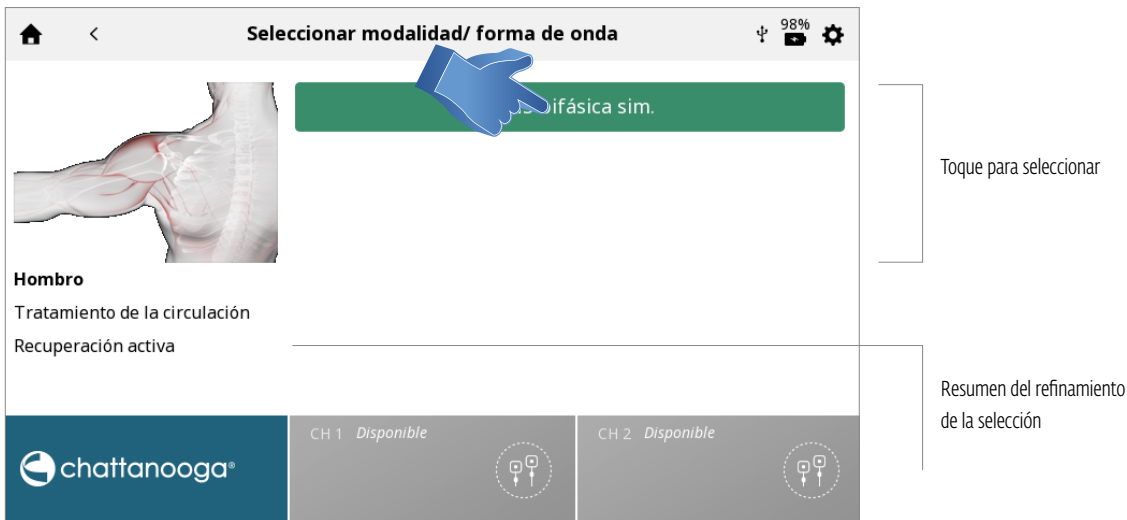 Seleccionar modalidad/ forma de onda
98%
ifásica sim.
Toque para seleccionar
Hombro
Tratamiento de la circulación
Recuperación activa
Resumen del refinamiento
de la selección
chattanooga®
CH 1 Disponible
CH 2 Disponible